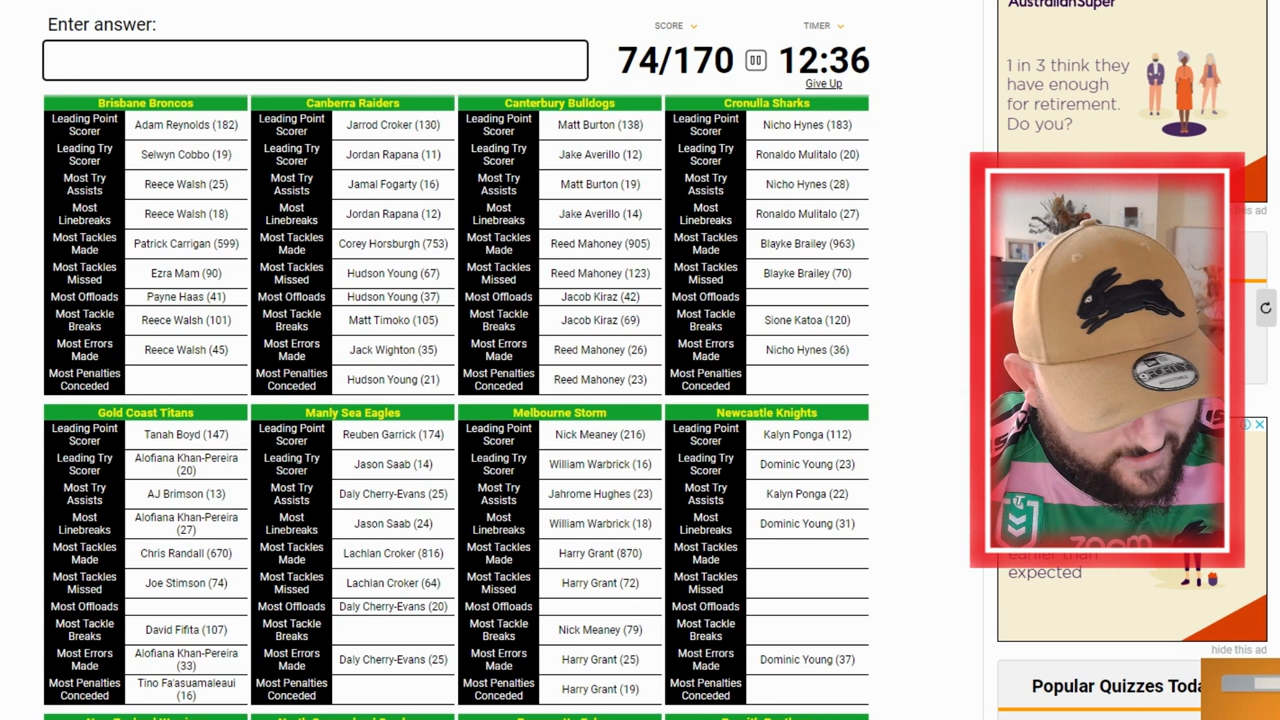 Enter answer:
SCORE
TIMER
74/170
12:36
Give Up
Brisbane Broncos
Leading Point Scorer Adam Reynolds (182)
Leading Try Scorer Selwyn Cobbo (19)
Most Try Assists Reece Walsh (25)
Most Linebreaks Reece Walsh (18)
Most Tackles Made Patrick Carrigan (599)
Most Tackles Missed Ezra Mam (90)
Most Offloads Payne Haas (41)
Most Tackle Breaks Reece Walsh (101)
Most Errors Made Reece Walsh (45)
Most Penalties Conceded
Canberra Raiders
Leading Point Scorer Jarrod Croker (130)
Leading Try Scorer Jordan Rapana (11)
Most Try Assists Jamal Fogarty (16)
Most Linebreaks Jordan Rapana (12)
Most Tackles Made Corey Horsburgh (753)
Most Tackles Missed Hudson Young (67)
Most Offloads Hudson Young (37)
Most Tackle Breaks Matt Timoko (105)
Most Errors Made Jack Wighton (35)
Most Penalties Conceded Hudson Young (21)
Canterbury Bulldogs
Leading Point Scorer Matt Burton (138)
Leading Try Scorer Jake Averillo (12)
Most Try Assists Matt Burton (19)
Most Linebreaks Jake Averillo (14)
Most Tackles Made Reed Mahoney (905)
Most Tackles Missed Reed Mahoney (123)
Most Offloads Jacob Kiraz (42)
Most Tackle Breaks Jacob Kiraz (69)
Most Errors Made Reed Mahoney (26)
Most Penalties Conceded Reed Mahoney (23)
Cronulla Sharks
Leading Point Scorer Nicho Hynes (183)
Leading Try Scorer Ronaldo Mulitalo (20)
Most Try Assists Nicho Hynes (28)
Most Linebreaks Ronaldo Mulitalo (27)
Most Tackles Made Blayke Brailey (963)
Most Tackles Missed Blayke Brailey (70)
Most Offloads
Most Tackle Breaks Sione Katoa (120)
Most Errors Made Nicho Hynes (36)
Most Penalties Conceded
Gold Coast Titans
Leading Point Scorer Tanah Boyd (147)
Leading Try Scorer Alofiana Khan-Pereira (20)
Most Try Assists AJ Brimson (13)
Most Linebreaks Alofiana Khan-Pereira (27)
Most Tackles Made Chris Randall (670)
Most Tackles Missed Joe Stimson (74)
Most Offloads
Most Tackle Breaks David Fifita (107)
Most Errors Made Alofiana Khan-Pereira (33)
Most Penalties Conceded Tino Fa'asuamaleaui (16)
Manly Sea Eagles
Leading Point Scorer Reuben Garrick (174)
Leading Try Scorer Jason Saab (14)
Most Try Assists Daly Cherry-Evans (25)
Most Linebreaks Jason Saab (24)
Most Tackles Made Lachlan Croker (816)
Most Tackles Missed Lachlan Croker (64)
Most Offloads Daly Cherry-Evans (20)
Most Tackle Breaks
Most Errors Made Daly Cherry-Evans (25)
Most Penalties Conceded
Melbourne Storm
Leading Point Scorer Nick Meaney (216)
Leading Try Scorer William Warbrick (16)
Most Try Assists Jahrome Hughes (23)
Most Linebreaks William Warbrick (18)
Most Tackles Made Harry Grant (870)
Most Tackles Missed Harry Grant (72)
Most Offloads
Most Tackle Breaks Nick Meaney (79)
Most Errors Made Harry Grant (25)
Most Penalties Conceded Harry Grant (19)
Newcastle Knights
Leading Point Scorer Kalyn Ponga (112)
Leading Try Scorer Dominic Young (23)
Most Try Assists Kalyn Ponga (22)
Most Linebreaks Dominic Young (31)
Most Tackles Made
Most Tackles Missed
Most Offloads
Most Tackle Breaks
Most Errors Made Dominic Young (37)
Most Penalties Conceded
AustralianSuper
1 in 3 think they
have enough
for retirement.
Do you?
this ad
NEW ERA
9FORTY
zoom
earlier than
expected
hide this ad
Popular Quizzes Toda